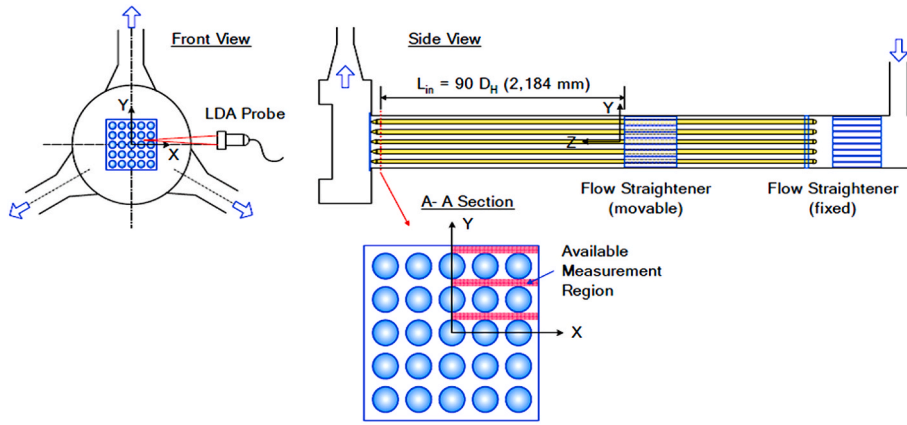 Front View
Y
X
LDA Probe
Side View
L_in = 90 D_H (2,184 mm)
Y
Z
Flow Straightener
(movable)
Flow Straightener
(fixed)
A- A Section
Y
X
Available
Measurement
Region